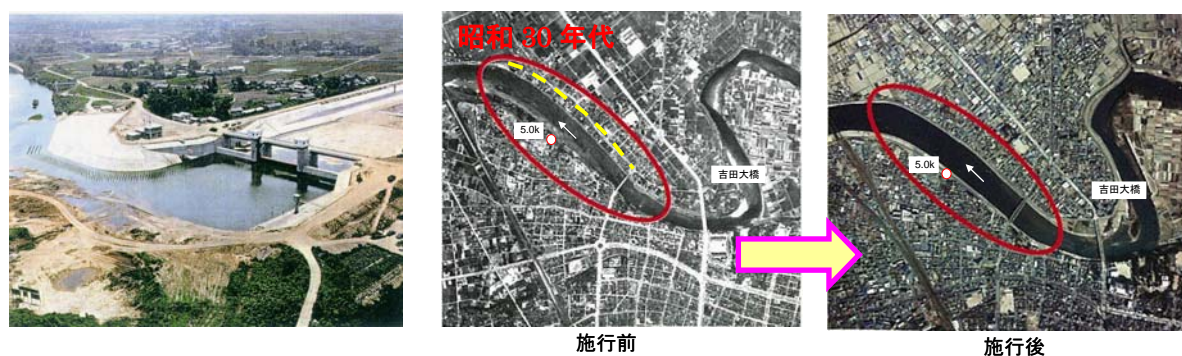 昭和 30 年代
5.0k
吉田大橋
施行前
5.0k
吉田大橋
施行後